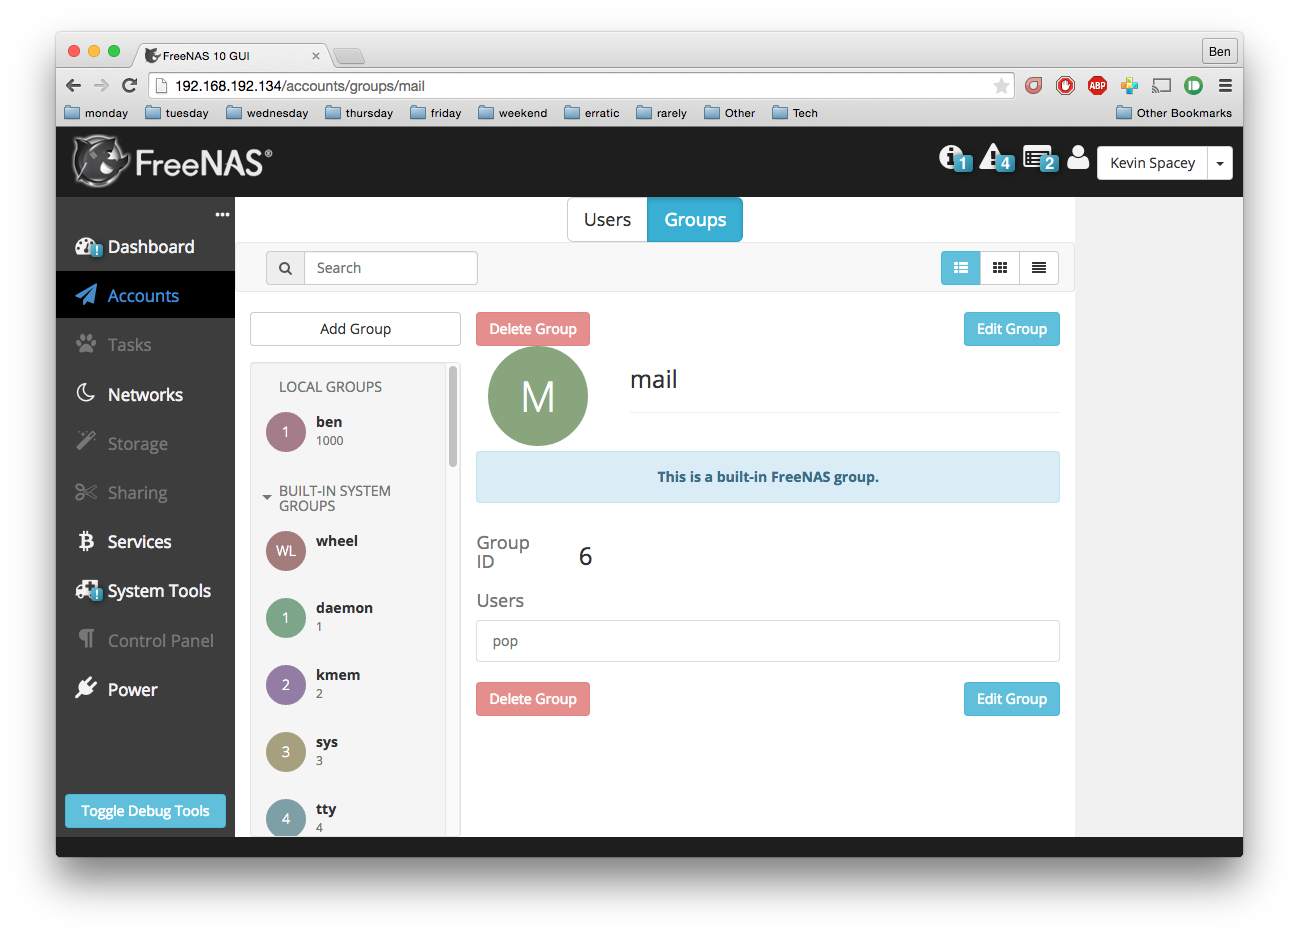 FreeNAS 10 GUI
Ben
192.168.192.134/accounts/groups/mail
ABP
monday tuesday wednesday thursday friday weekend erratic rarely Other Tech Other Bookmarks
FreeNAS®
1 4 2 Kevin Spacey
Users Groups
Dashboard
Accounts
Tasks
Networks
Storage
Sharing
Services
System Tools
Control Panel
Power
Toggle Debug Tools
Search
Add Group
LOCAL GROUPS
1 ben
1000
BUILT-IN SYSTEM
GROUPS
WL wheel
1 daemon
1
2 kmem
2
3 sys
3
4 tty
4
Delete Group Edit Group
M mail
This is a built-in FreeNAS group.
Group
ID
6
Users
pop
Delete Group Edit Group